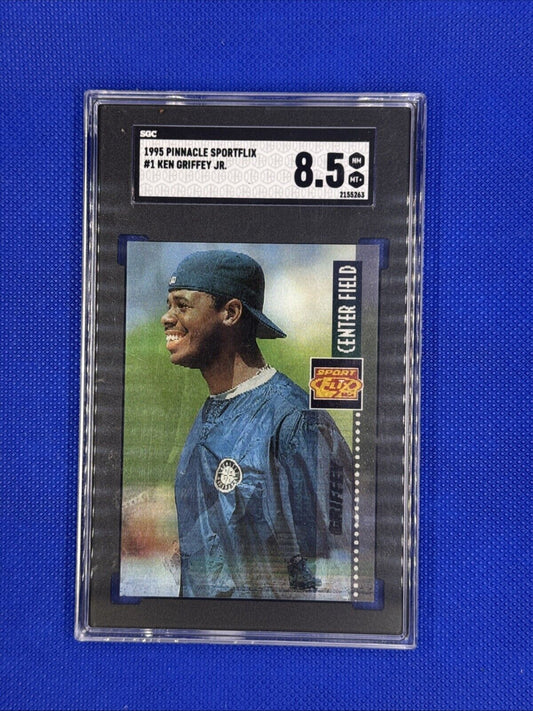 SGC
1995 PINNACLE SPORTFLIX
#1 KEN GRIFFEY JR.
8.5
NM
MT+
2155263
CENTER FIELD
SPORT
FLIX
GRIFFEY